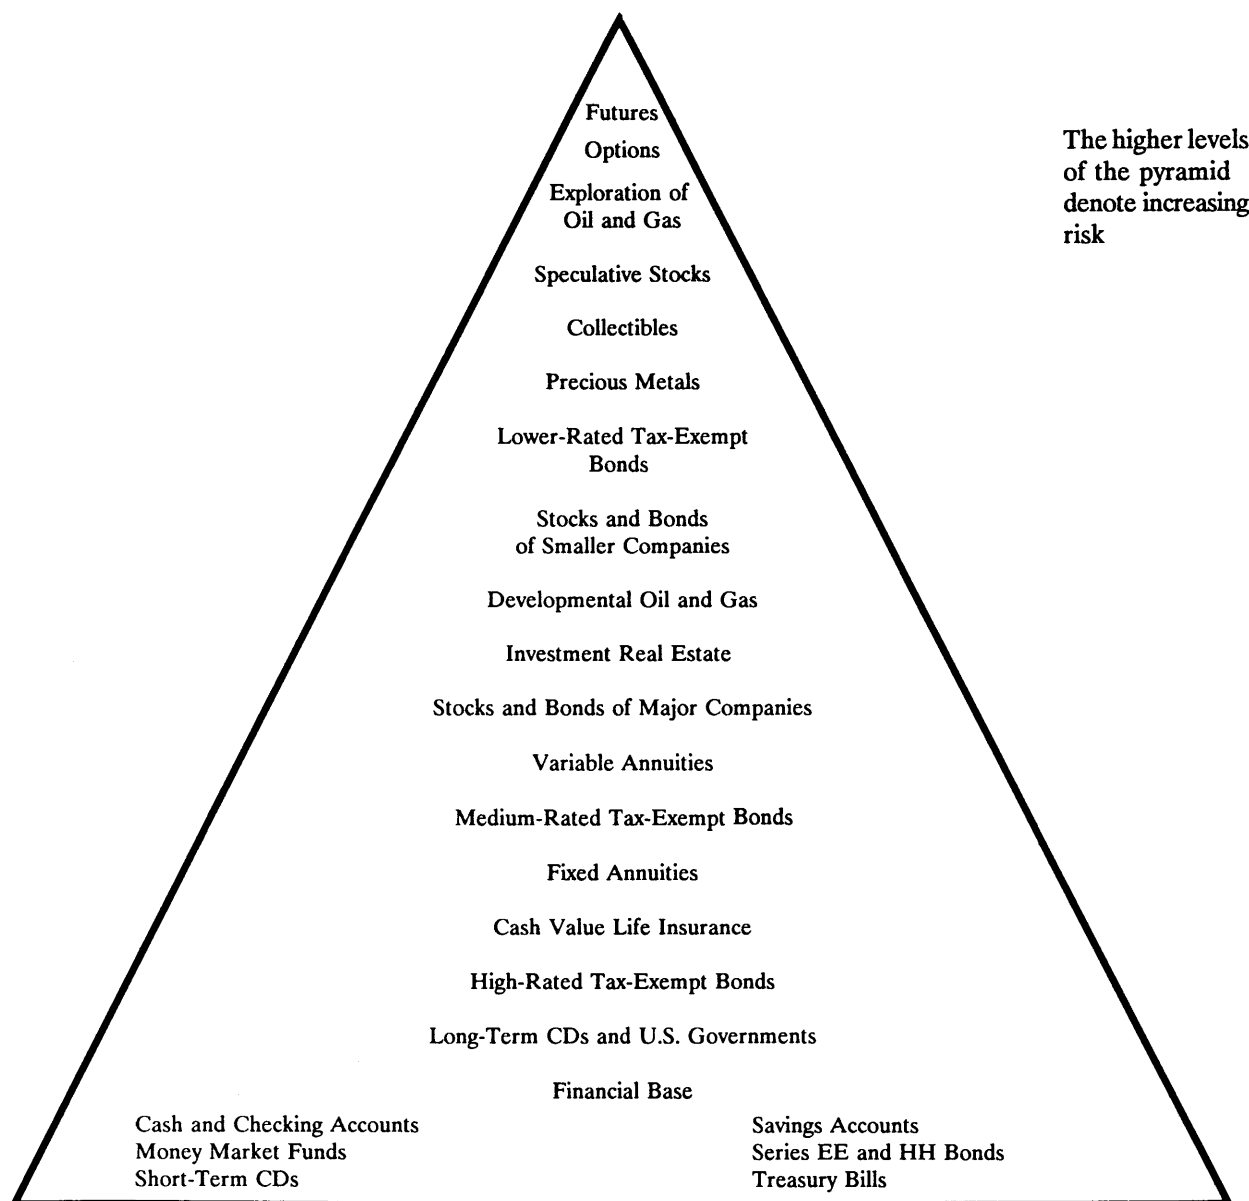 Futures
Options
Exploration of
Oil and Gas
The higher levels
of the pyramid
denote increasing
risk
Speculative Stocks
Collectibles
Precious Metals
Lower-Rated Tax-Exempt
Bonds
Stocks and Bonds
of Smaller Companies
Developmental Oil and Gas
Investment Real Estate
Stocks and Bonds of Major Companies
Variable Annuities
Medium-Rated Tax-Exempt Bonds
Fixed Annuities
Cash Value Life Insurance
High-Rated Tax-Exempt Bonds
Long-Term CDs and U.S. Governments
Financial Base
Cash and Checking Accounts
Money Market Funds
Short-Term CDs
Savings Accounts
Series EE and HH Bonds
Treasury Bills